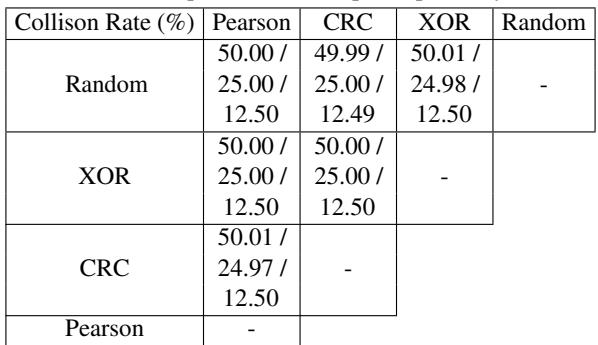 Collison Rate (%) Pearson CRC XOR Random
50.00 / 49.99 / 50.01 /
Random 25.00 / 25.00 / 24.98 / -
12.50 12.49 12.50
50.00 / 50.00 /
XOR 25.00 / 25.00 / -
12.50 12.50
50.01 /
CRC 24.97 / -
12.50
Pearson -